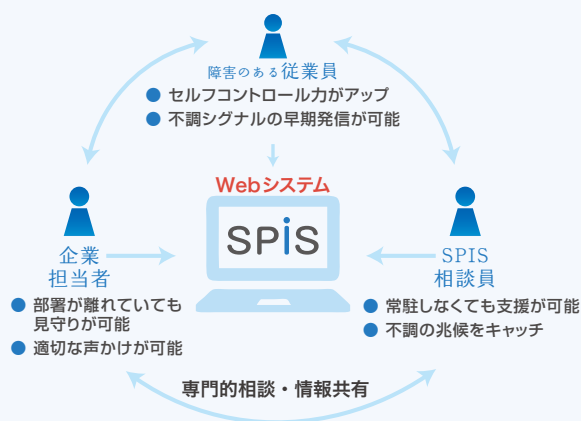 障害のある従業員
● セルフコントロール力がアップ
● 不調シグナルの早期発信が可能
Webシステム
SPiS
企業
担当者
● 部署が離れていても
見守りが可能
● 適切な声かけが可能
SPIS
相談員
● 常駐しなくても支援が可能
● 不調の兆候をキャッチ
専門的相談・情報共有